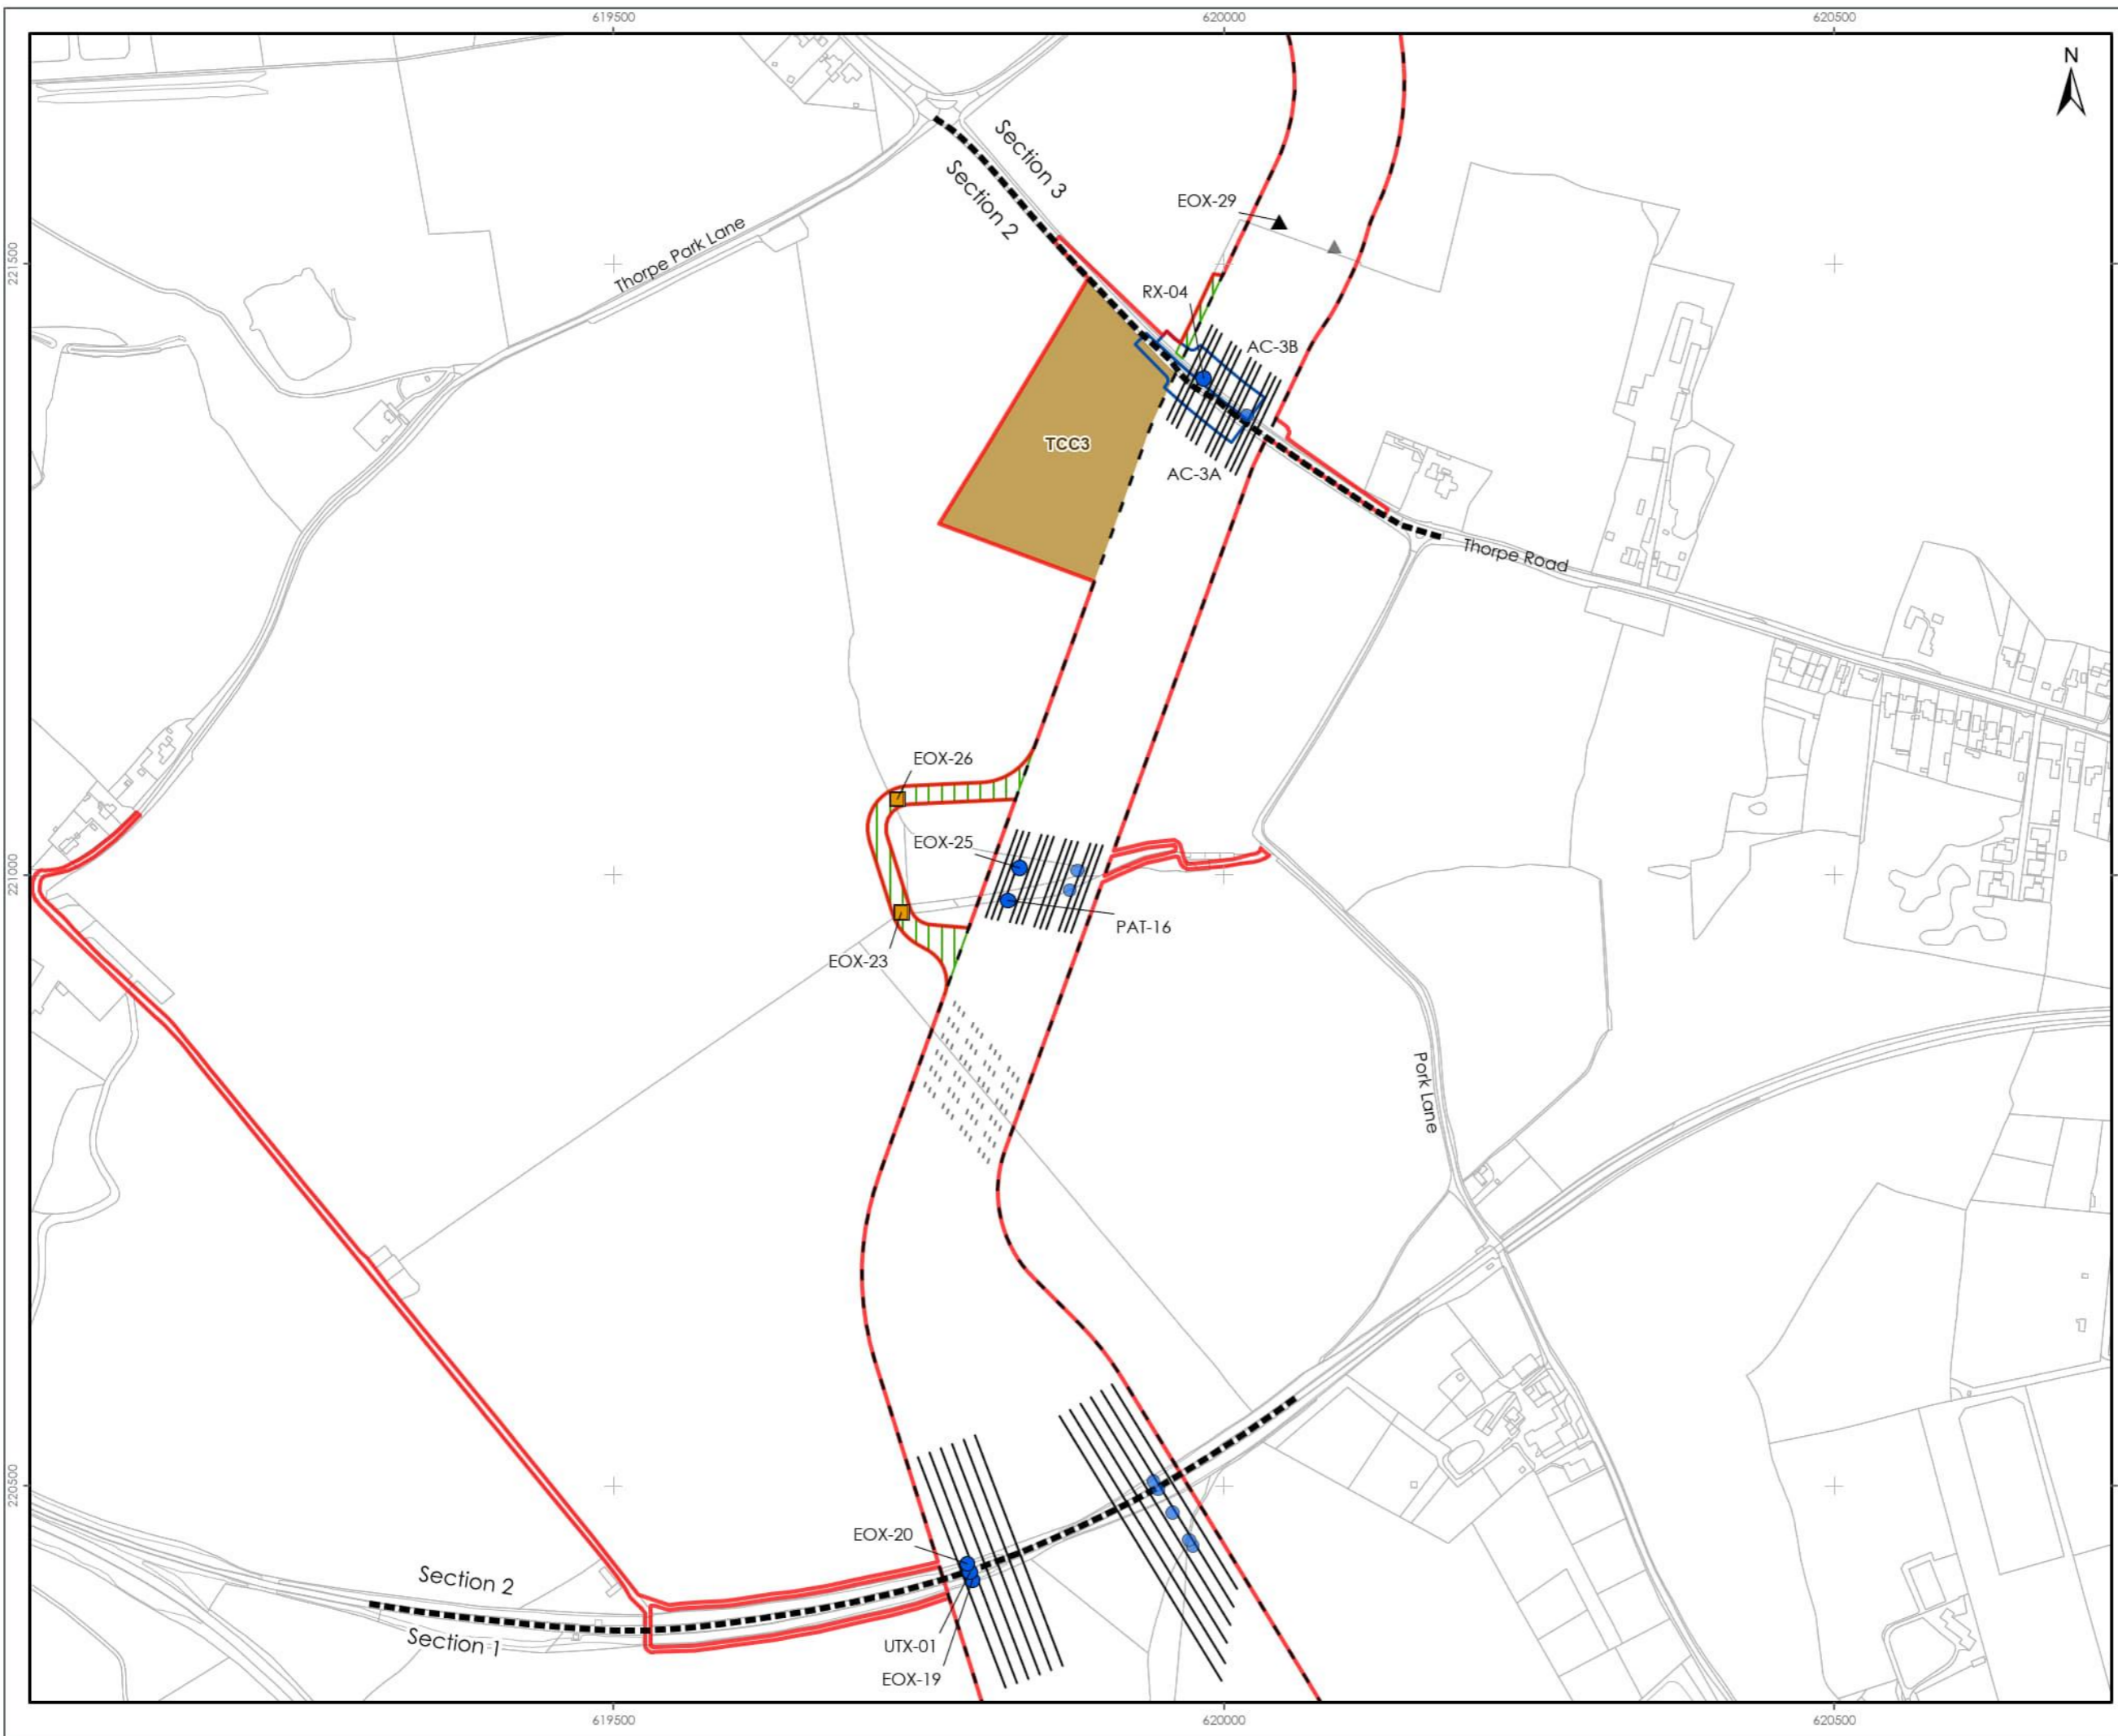 619500
620000
620500
N
Section 3
Section 2
EOX-29
Thorpe Park Lane
221500
RX-04
AC-3B
TCC3
AC-3A
Thorpe Road
EOX-26
EOX-25
221000
PAT-16
EOX-23
Park Lane
220500
EOX-20
Section 2
Section 1
UTX-01
EOX-19
619500
620000
620500